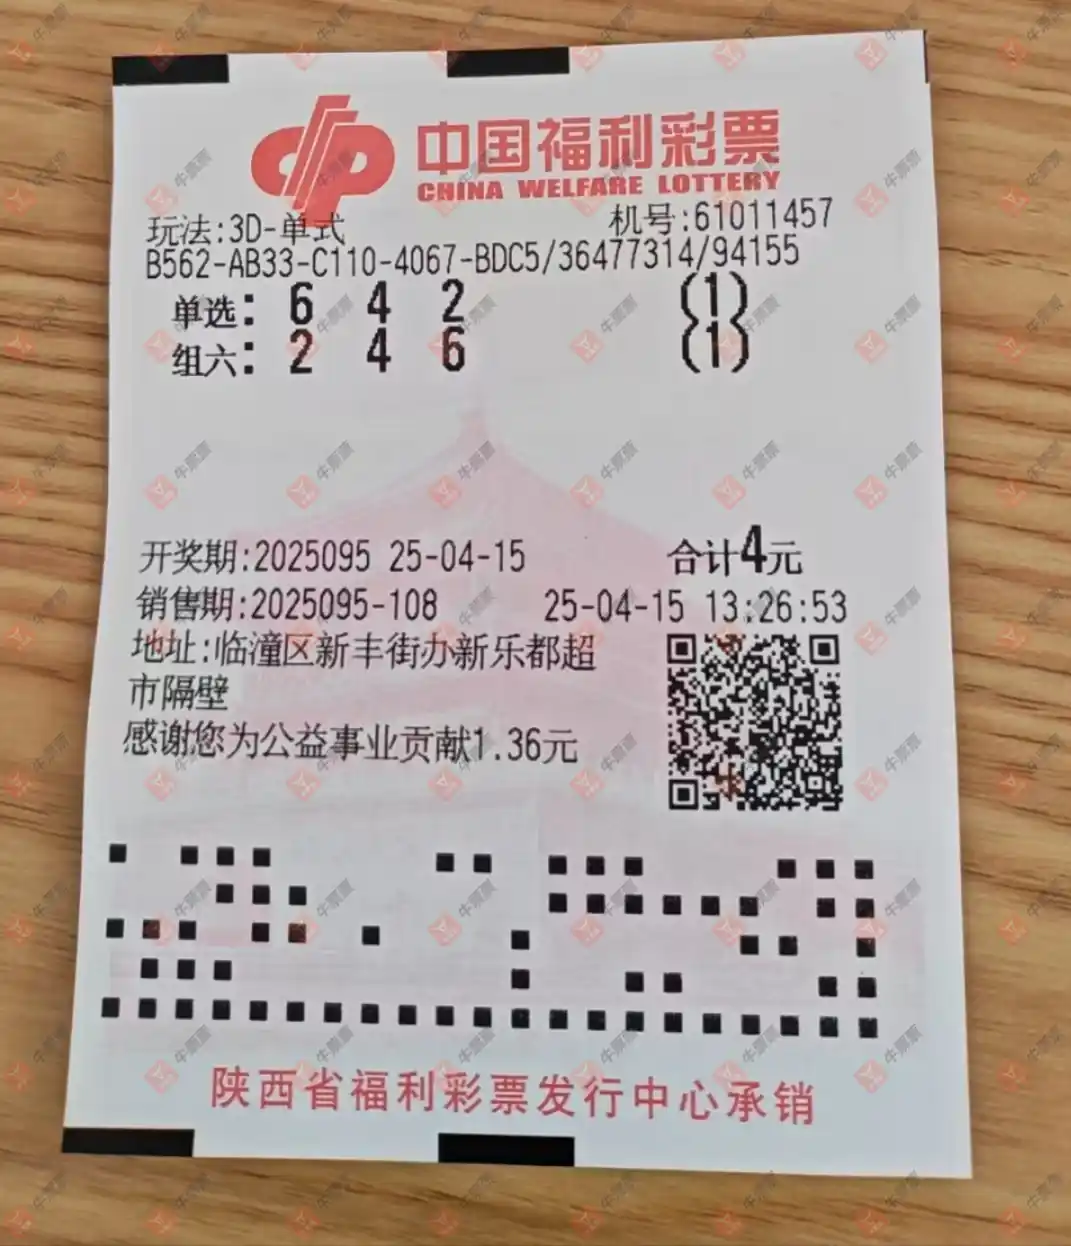 中国福利彩票
CHINA WELFARE LOTTERY
玩法:3D-单式 机号:61011457
B562-AB33-C110-4067-BDC5/36477314/94155
单选: 6 4 2 (1)
组六: 2 4 6 (1)
开奖期:2025095 25-04-15 合计4元
销售期:2025095-108 25-04-15 13:26:53
地址:临潼区新丰街办新乐都超
市隔壁
感谢您为公益事业贡献1.36元
陕西省福利彩票发行中心承销
牛票票